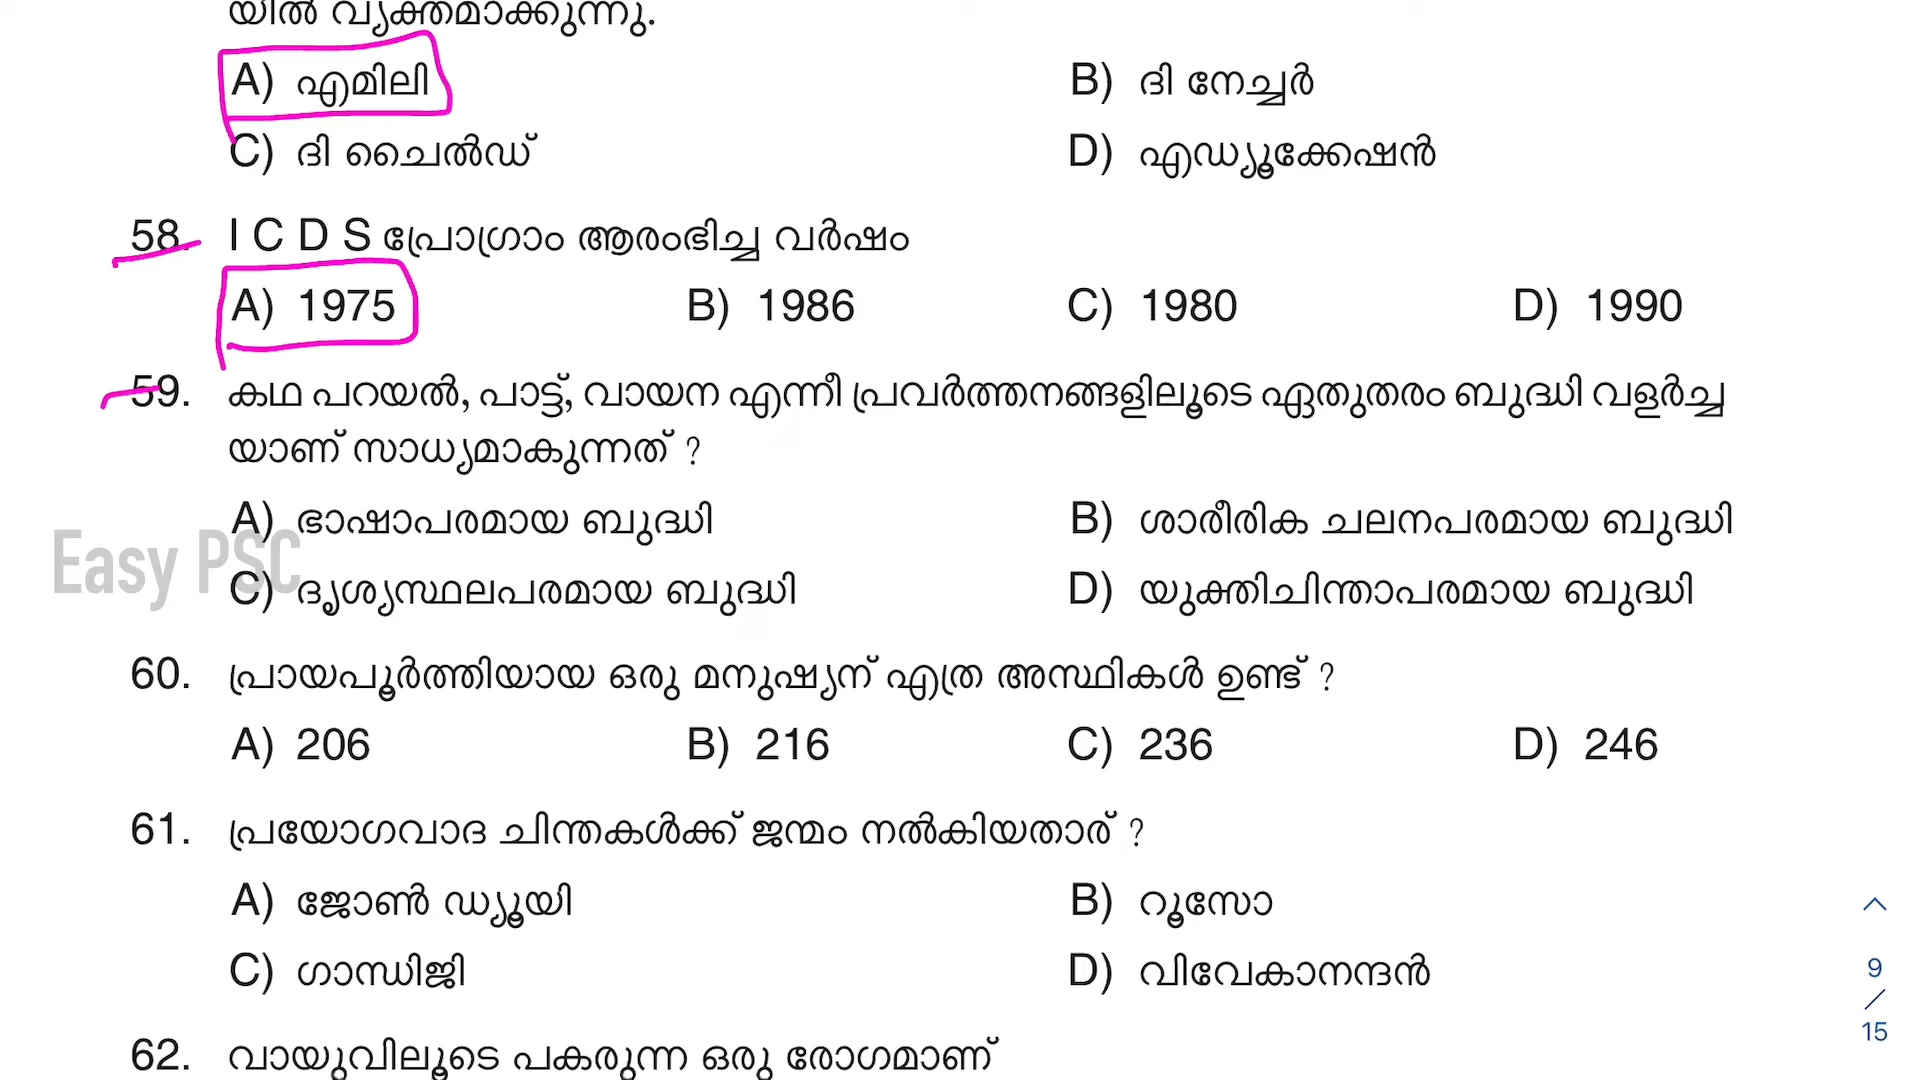 യിൽ വ്യക്തമാക്കുന്നു.
A) എമിലി B) ദി നേച്ചർ
C) ദി ചൈൽഡ് D) എഡ്യൂക്കേഷൻ
58. I C D S പ്രോഗ്രാം ആരംഭിച്ച വർഷം
A) 1975 B) 1986 C) 1980 D) 1990
59. കഥ പറയൽ, പാട്ട്, വായന എന്നീ പ്രവർത്തനങ്ങളിലൂടെ ഏതുതരം ബുദ്ധി വളർച്ച
യാണ് സാധ്യമാകുന്നത് ?
A) ഭാഷാപരമായ ബുദ്ധി B) ശാരീരിക ചലനപരമായ ബുദ്ധി
Easy PSC
C) ദൃശ്യസ്ഥലപരമായ ബുദ്ധി D) യുക്തിചിന്താപരമായ ബുദ്ധി
60. പ്രായപൂർത്തിയായ ഒരു മനുഷ്യന് എത്ര അസ്ഥികൾ ഉണ്ട് ?
A) 206 B) 216 C) 236 D) 246
61. പ്രയോഗവാദ ചിന്തകൾക്ക് ജന്മം നൽകിയതാര് ?
A) ജോൺ ഡ്യൂയി B) റൂസോ
C) ഗാന്ധിജി D) വിവേകാനന്ദൻ
9
/
15
62. വായുവിലൂടെ പകരുന്ന ഒരു രോഗമാണ്